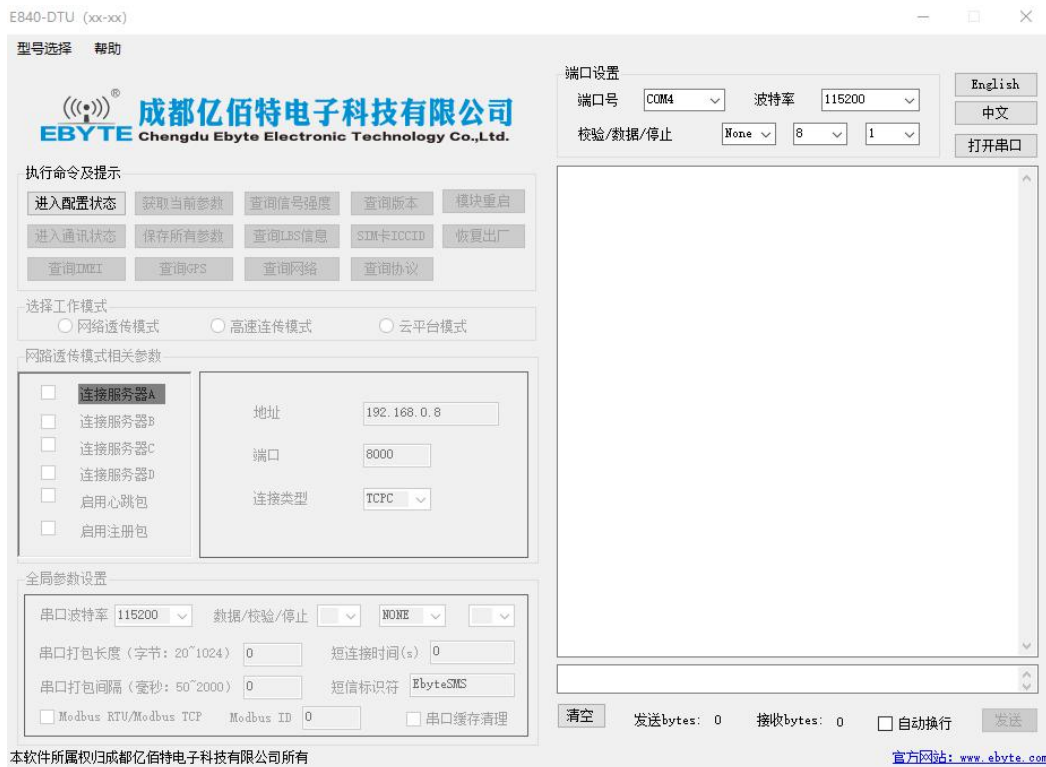 E840-DTU (xx-xx)
型号选择 帮助
EBYTE ®
成都亿佰特电子科技有限公司
Chengdu Ebyte Electronic Technology Co.,Ltd.
端口设置
端口号 COM4 波特率 115200
校验/数据/停止 None 8 1
English
中文
打开串口
执行命令及提示
进入配置状态 获取当前参数 查询信号强度 查询版本 模块重启
进入通讯状态 保存所有参数 查询LBS信息 SIM卡ICCID 恢复出厂
查询IMEI 查询GPS 查询网络 查询协议
选择工作模式
网络透传模式 高速连传模式 云平台模式
网路透传模式相关参数
连接服务器A
连接服务器B
连接服务器C
连接服务器D
启用心跳包
启用注册包
地址 192.168.0.8
端口 8000
连接类型 TCPC
全局参数设置
串口波特率 115200 数据/校验/停止 NONE
串口打包长度(字节: 20~1024) 0 短连接时间(s) 0
串口打包间隔(毫秒: 50~2000) 0 短信标识符 EbyteSMS
Modbus RTU/Modbus TCP Modbus ID 0 串口缓存清理
清空 发送bytes: 0 接收bytes: 0 自动换行 发送
本软件所属权归成都亿佰特电子科技有限公司所有
官方网站: www.ebyte.com